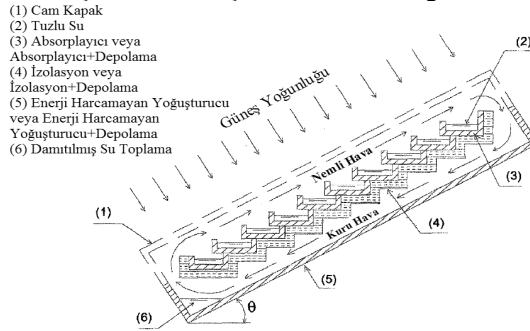 (1) Cam Kapak
(2) Tuzlu Su
(3) Absorplayıcı veya
Absorplayıcı+Depolama
(4) İzolasyon veya
İzolasyon+Depolama
(5) Enerji Harcamayan Yoğuşturucu
veya Enerji Harcamayan
Yoğuşturucu+Depolama
(6) Damıtılmış Su Toplama
Güneş Yoğunluğu
(2)
Nemli Hava
(3)
(1)
Kuru Hava
(4)
(6)
θ
(5)